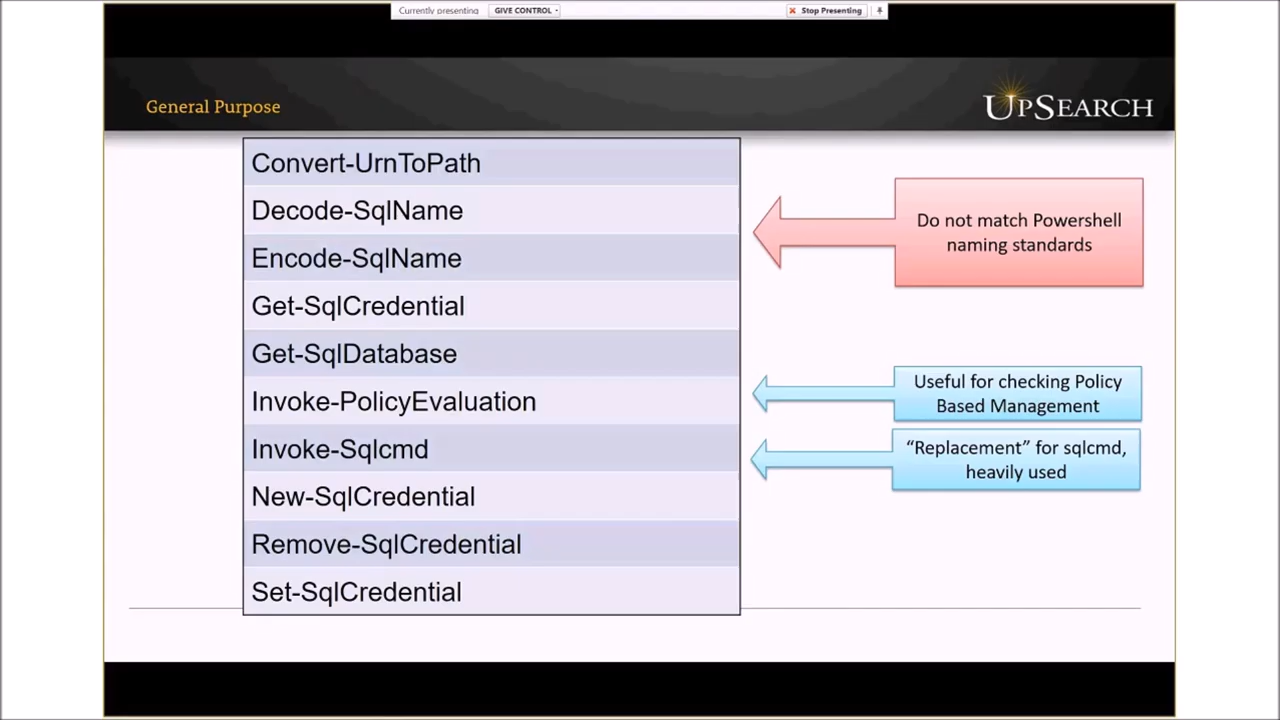 Currently presenting
GIVE CONTROL
Stop Presenting
General Purpose
UPSEARCH
Convert-UrnToPath
Decode-SqlName
Encode-SqlName
Get-SqlCredential
Get-SqlDatabase
Invoke-PolicyEvaluation
Invoke-Sqlcmd
New-SqlCredential
Remove-SqlCredential
Set-SqlCredential
Do not match Powershell
naming standards
Useful for checking Policy
Based Management
“Replacement” for sqlcmd,
heavily used